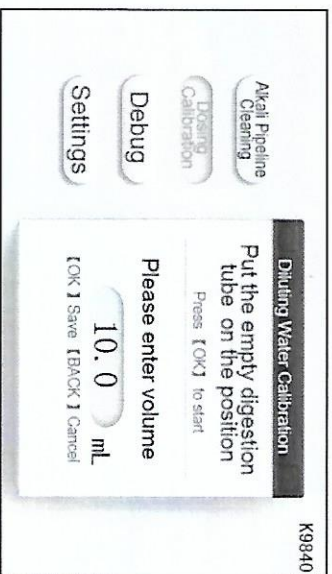 K9840
Alkali Pipeline
Cleaning
Dosing
Calibration
Debug
Settings
Diluting Water Calibration
Put the empty digestion
tube on the position
Press【OK】to start
Please enter volume
10.0 mL
【OK】Save 【BACK】Cancel